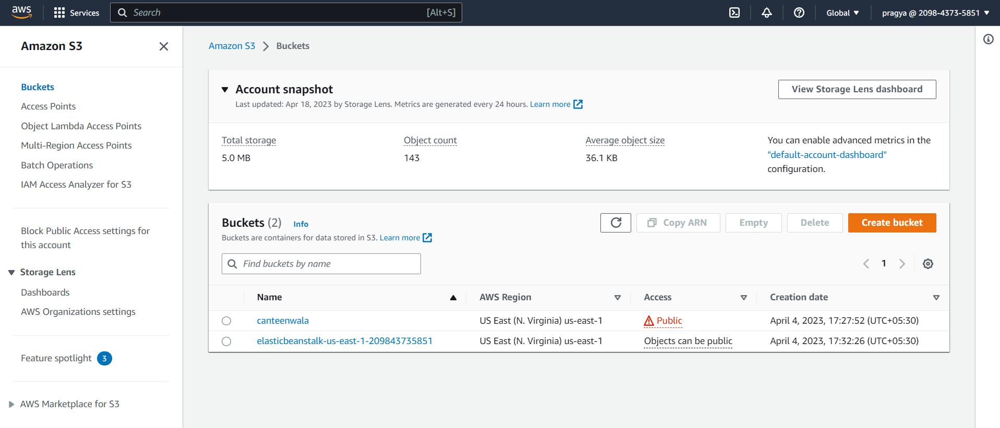 aws Services Search [Alt+S] Global pragya @ 2098-4373-5851
Amazon S3
Buckets
Access Points
Object Lambda Access Points
Multi-Region Access Points
Batch Operations
IAM Access Analyzer for S3
Block Public Access settings for
this account
Storage Lens
Dashboards
AWS Organizations settings
Feature spotlight 3
AWS Marketplace for S3
Amazon S3 Buckets
Account snapshot
View Storage Lens dashboard
Last updated: Apr 18, 2023 by Storage Lens. Metrics are generated every 24 hours. Learn more
Total storage
5.0 MB
Object count
143
Average object size
36.1 KB
You can enable advanced metrics in the
"default-account-dashboard"
configuration.
Buckets (2) Info
Copy ARN Empty Delete Create bucket
Buckets are containers for data stored in S3. Learn more
Find buckets by name
1
Name AWS Region Access Creation date
canteenwala US East (N. Virginia) us-east-1 Public April 4, 2023, 17:27:52 (UTC+05:30)
elasticbeanstalk-us-east-1-209843735851 US East (N. Virginia) us-east-1 Objects can be public April 4, 2023, 17:32:26 (UTC+05:30)